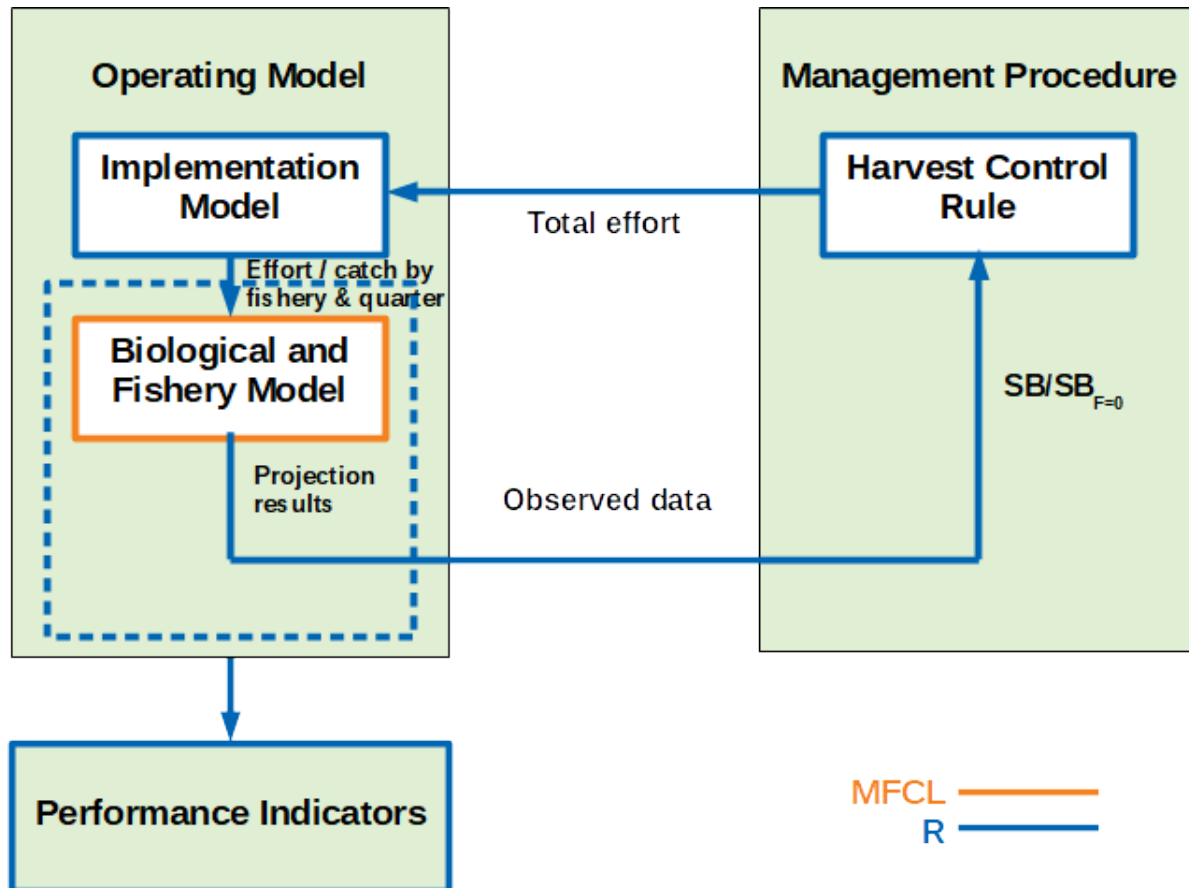 Operating Model
Implementation
Model
Effort / catch by
fishery & quarter
Biological and
Fishery Model
Projection
results
Total effort
Observed data
Management Procedure
Harvest Control
Rule
SB/SB_F=0
Performance Indicators
MFCL
R